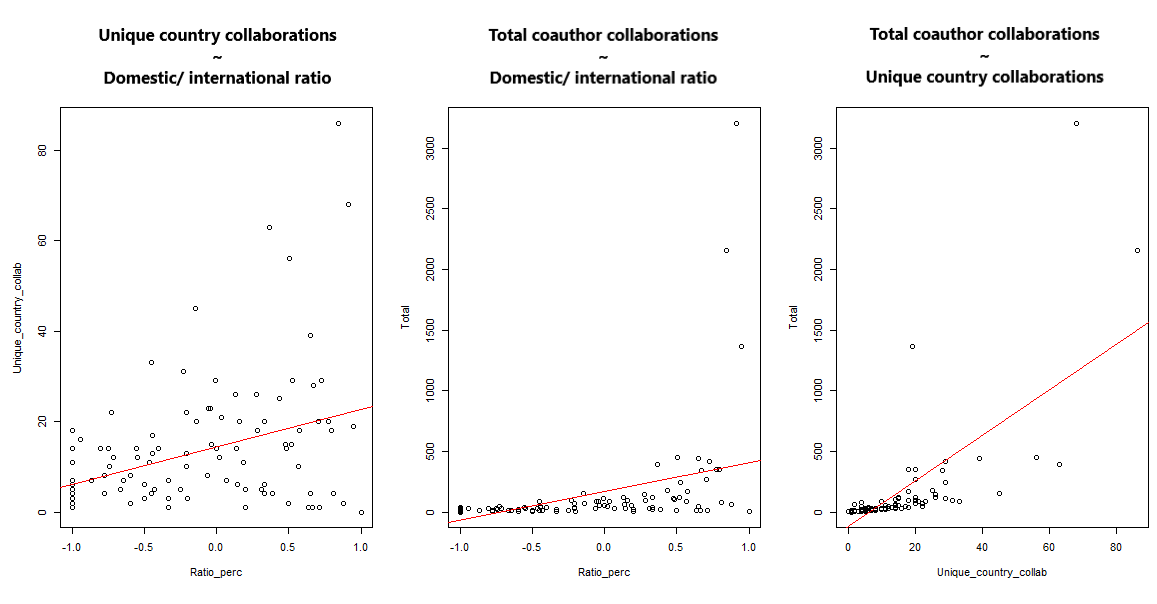 Unique country collaborations
~
Domestic/ international ratio
Unique_country_collab
80
60
40
20
0
-1.0 -0.5 0.0 0.5 1.0
Ratio_perc
Total coauthor collaborations
~
Domestic/ international ratio
Total
3000
2500
2000
1500
1000
500
0
-1.0 -0.5 0.0 0.5 1.0
Ratio_perc
Total coauthor collaborations
~
Unique country collaborations
Total
3000
2500
2000
1500
1000
500
0
0 20 40 60 80
Unique_country_collab